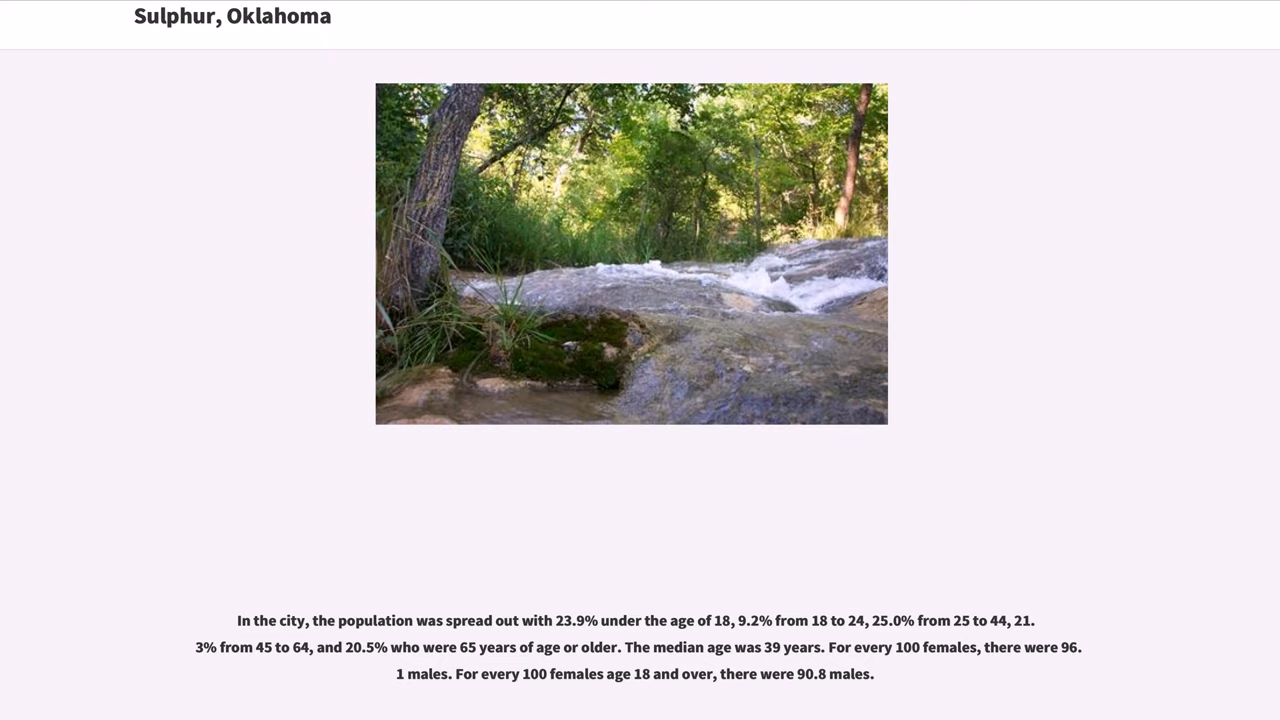 Sulphur, Oklahoma
In the city, the population was spread out with 23.9% under the age of 18, 9.2% from 18 to 24, 25.0% from 25 to 44, 21.
3% from 45 to 64, and 20.5% who were 65 years of age or older. The median age was 39 years. For every 100 females, there were 96.
1 males. For every 100 females age 18 and over, there were 90.8 males.